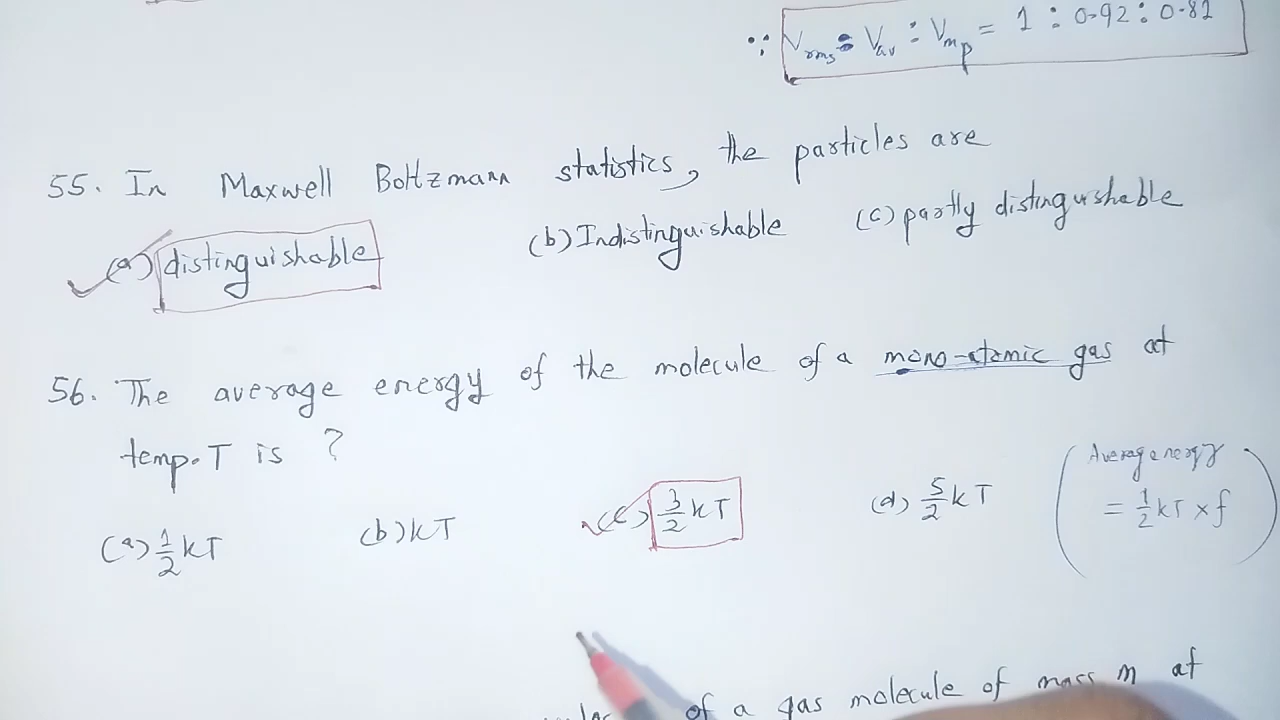 ∵ Vrms : Vav : Vmp = 1 : 0.92 : 0.82
55. In Maxwell Boltzmann statistics, the particles are
(a) distinguishable (b) Indistinguishable (c) partly distinguishable
56. The average energy of the molecule of a mono-atomic gas at
temp. T is ?
(a) 1/2 kT (b) kT (c) 3/2 kT (d) 5/2 kT
(Average energy
= 1/2 kT × f)
of a gas molecule of mass m at